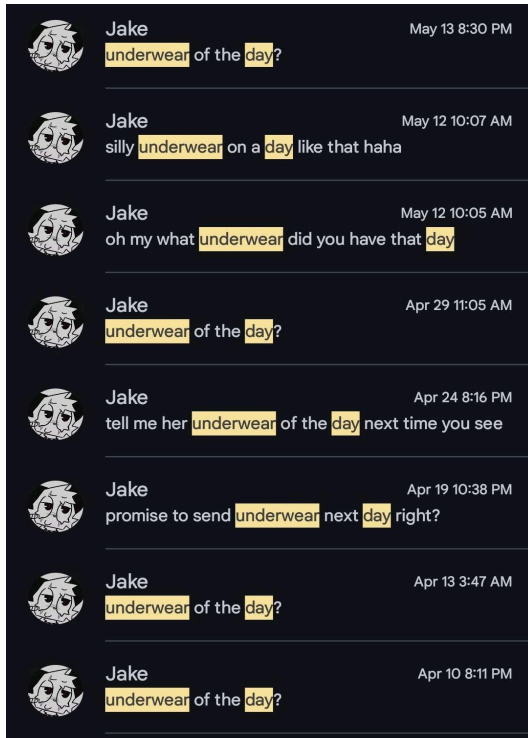 Jake
May 13 8:30 PM
underwear of the day?
Jake
May 12 10:07 AM
silly underwear on a day like that haha
Jake
May 12 10:05 AM
oh my what underwear did you have that day
Jake
Apr 29 11:05 AM
underwear of the day?
Jake
Apr 24 8:16 PM
tell me her underwear of the day next time you see
Jake
Apr 19 10:38 PM
promise to send underwear next day right?
Jake
Apr 13 3:47 AM
underwear of the day?
Jake
Apr 10 8:11 PM
underwear of the day?